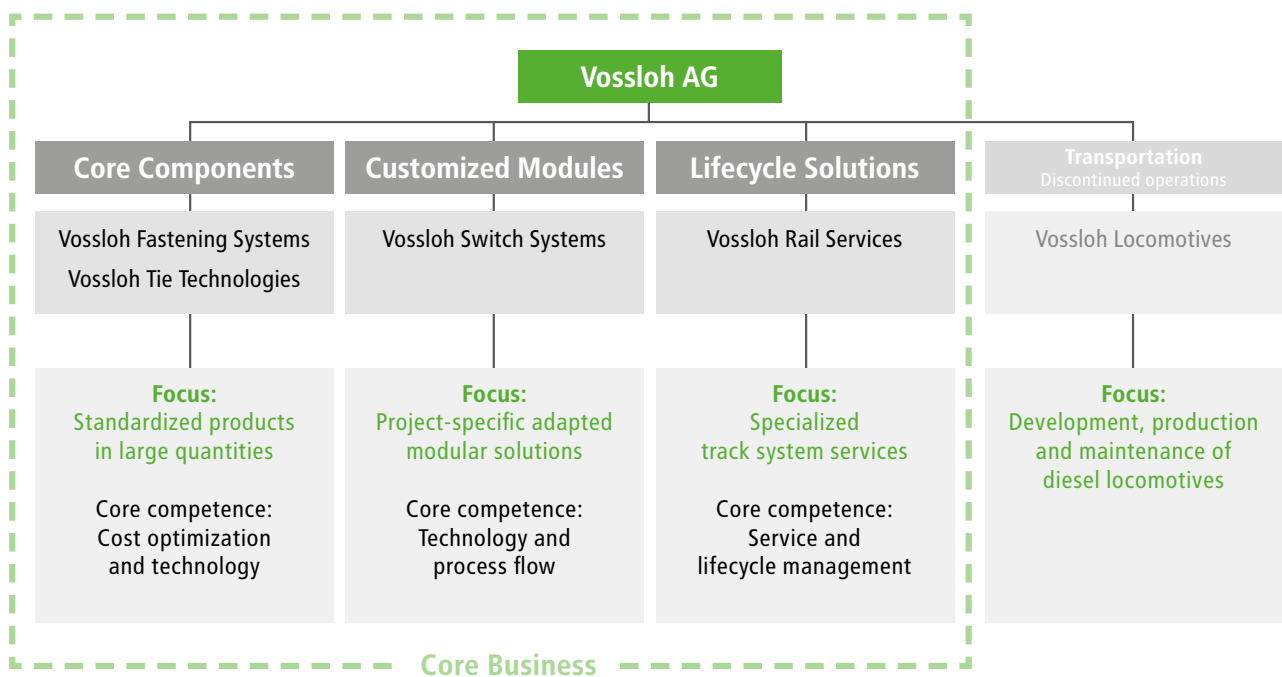 Vossloh AG
Core Components
Vossloh Fastening Systems
Vossloh Tie Technologies
Focus:
Standardized products
in large quantities
Core competence:
Cost optimization
and technology
Customized Modules
Vossloh Switch Systems
Focus:
Project-specific adapted
modular solutions
Core competence:
Technology and
process flow
Lifecycle Solutions
Vossloh Rail Services
Focus:
Specialized
track system services
Core competence:
Service and
lifecycle management
Transportation
Discontinued operations
Vossloh Locomotives
Focus:
Development, production
and maintenance of
diesel locomotives
Core Business